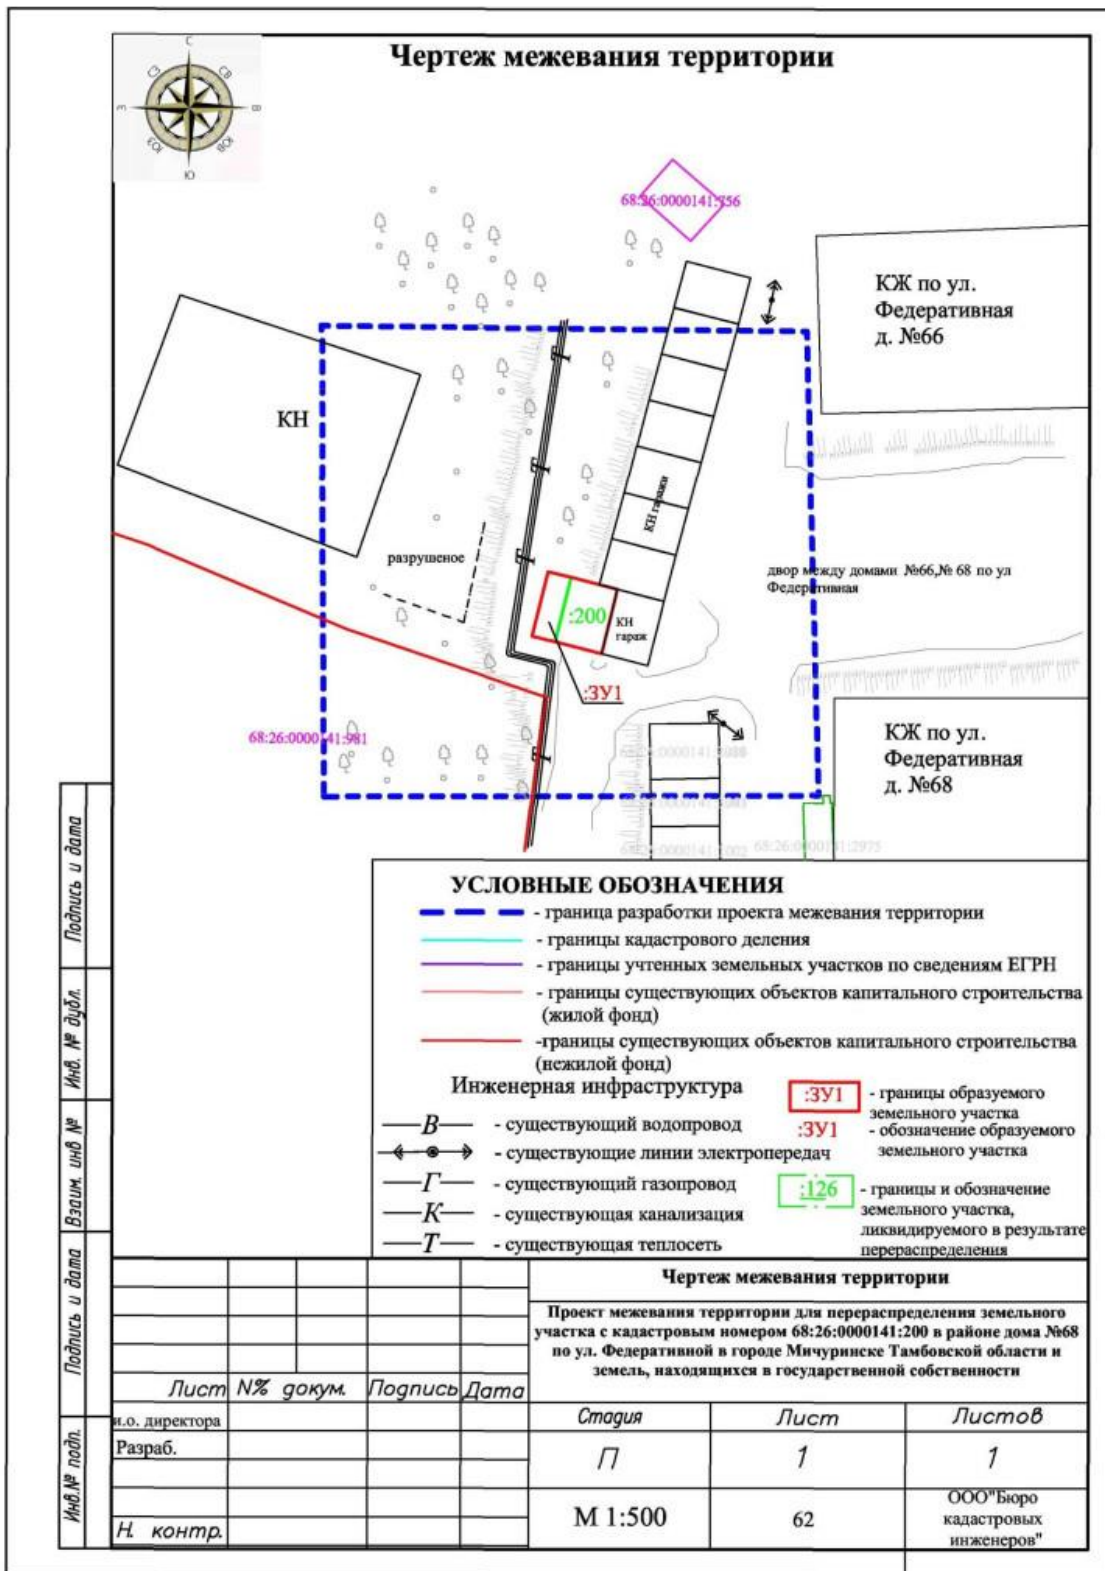 Чертеж межевания территории
С
СЗ
СВ
З
В
ЮЗ
ЮВ
Ю
68:26:0000141:756
КЖ по ул.
Федеративная
д. №66
КН
Т
Т
КН гаражи
Т
разрушеное
двор между домами №66,№ 68 по ул
Федеративная
:200
КН
гараж
:ЗУ1
68:26:0000141:981
КЖ по ул.
Федеративная
д. №68
Т
68:26:0000141:2975
УСЛОВНЫЕ ОБОЗНАЧЕНИЯ
- граница разработки проекта межевания территории
- границы кадастрового деления
- границы учтенных земельных участков по сведениям ЕГРН
- границы существующих объектов капитального строительства
(жилой фонд)
-границы существующих объектов капитального строительства
(нежилой фонд)
Инженерная инфраструктура
В - существующий водопровод
- существующие линии электропередач
Г - существующий газопровод
К - существующая канализация
Т - существующая теплосеть
:ЗУ1 - границы образуемого
земельного участка
:ЗУ1 - обозначение образуемого
земельного участка
:126 - границы и обозначение
земельного участка,
ликвидируемого в результате
перераспределения
Подпись и дата
Инв. № дубл.
Взаим. инв №
Подпись и дата
Инв.№ подл.
Чертеж межевания территории
Проект межевания территории для перераспределения земельного
участка с кадастровым номером 68:26:0000141:200 в районе дома №68
по ул. Федеративной в городе Мичуринске Тамбовской области и
земель, находящихся в государственной собственности
Лист N% докум. Подпись Дата
и.о. директора
Разраб.
Н. контр.
Стадия Лист Листов
П 1 1
М 1:500 62
ООО"Бюро
кадастровых
инженеров"